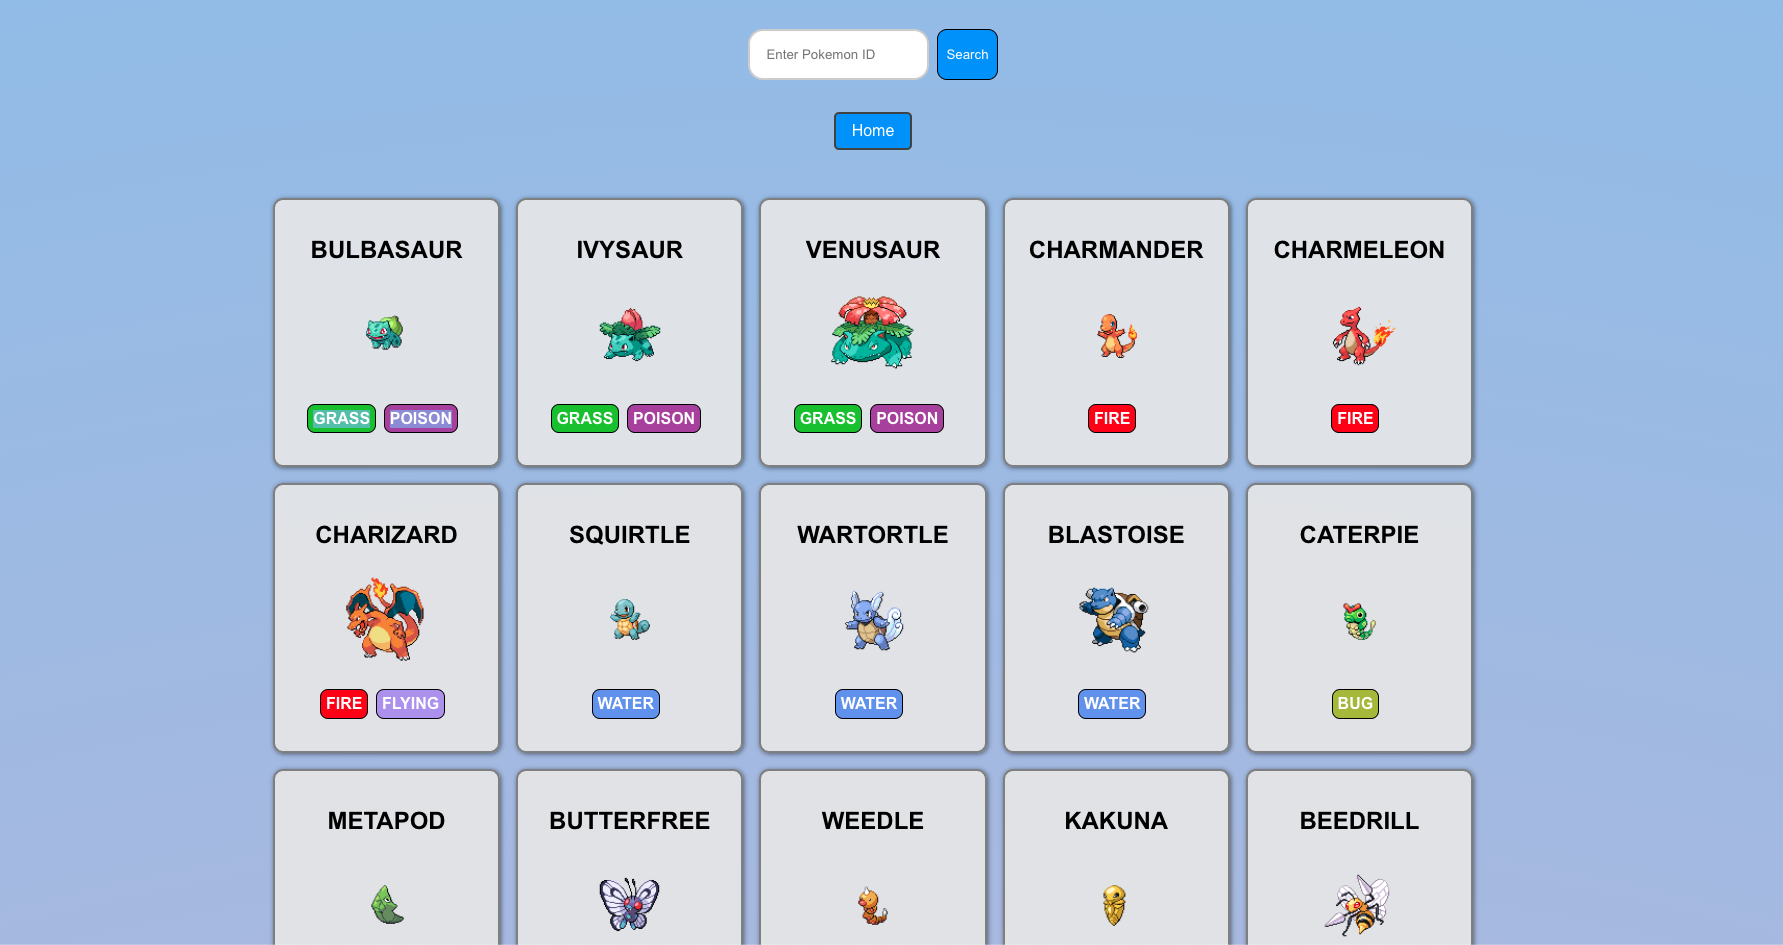 Enter Pokemon ID Search
Home
BULBASAUR IVYSAUR VENUSAUR CHARMANDER CHARMELEON
GRASS POISON GRASS POISON GRASS POISON FIRE FIRE
CHARIZARD SQUIRTLE WARTORTLE BLASTOISE CATERPIE
FIRE FLYING WATER WATER WATER BUG
METAPOD BUTTERFREE WEEDLE KAKUNA BEEDRILL